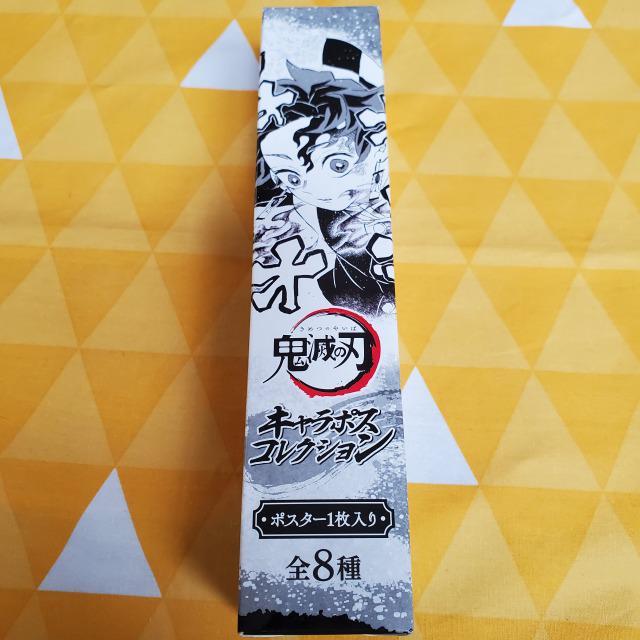 オ
きめつのやいば
鬼滅の刃
キャラポス
コレクション
・ポスター1枚入り・
全8種